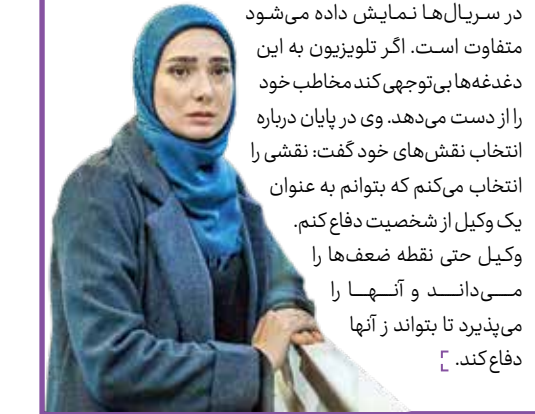 در سریال‌ها نمایش داده می‌شود
متفاوت است. اگر تلویزیون به این
دغدغه‌ها بی‌توجهی کند مخاطب خود
را از دست می‌دهد. وی در پایان درباره
انتخاب نقش‌های خود گفت: نقشی را
انتخاب می‌کنم که بتوانم به عنوان
یک وکیل از شخصیت دفاع کنم.
وکیل حتی نقطه ضعف‌ها را
مــی‌دانــد و آنــهــا را
می‌پذیرد تا بتواند ز آنها
دفاع کند.